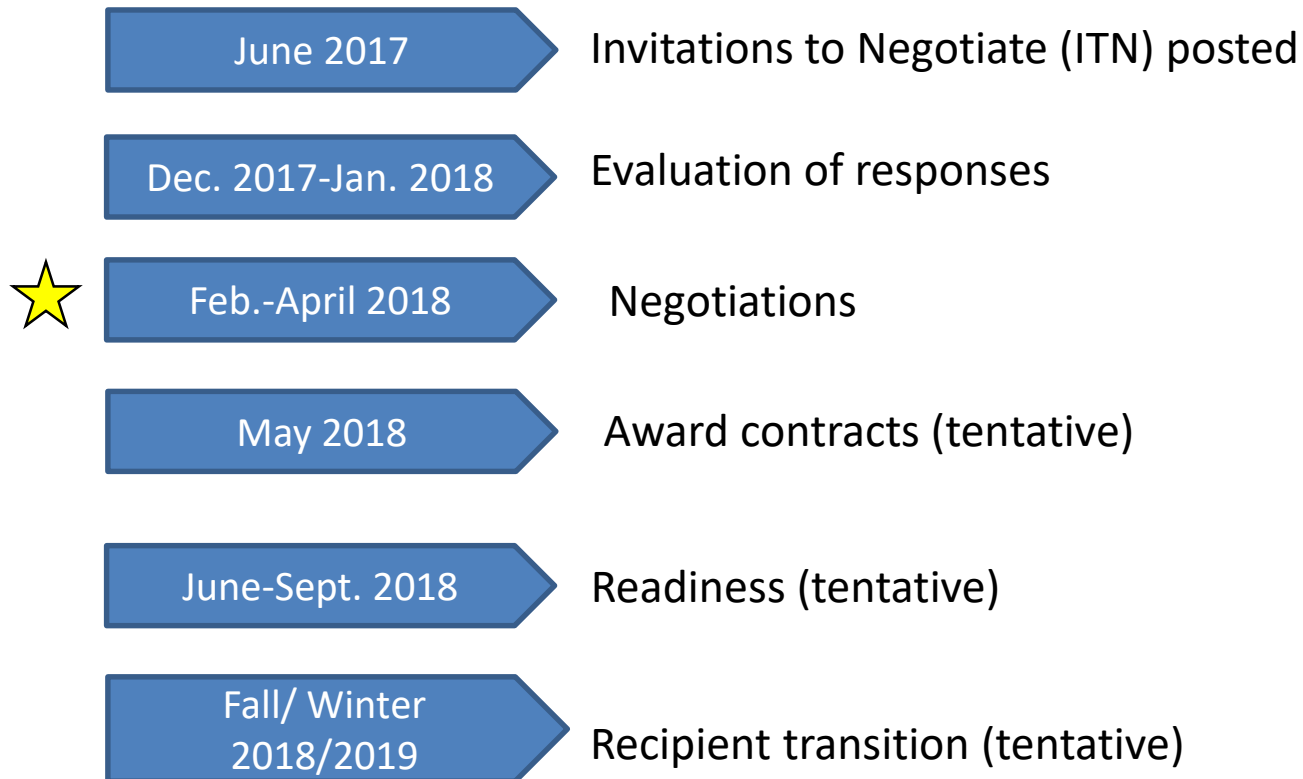 June 2017
Invitations to Negotiate (ITN) posted
Dec. 2017-Jan. 2018
Evaluation of responses
Feb.-April 2018
Negotiations
May 2018
Award contracts (tentative)
June-Sept. 2018
Readiness (tentative)
Fall/ Winter
2018/2019
Recipient transition (tentative)